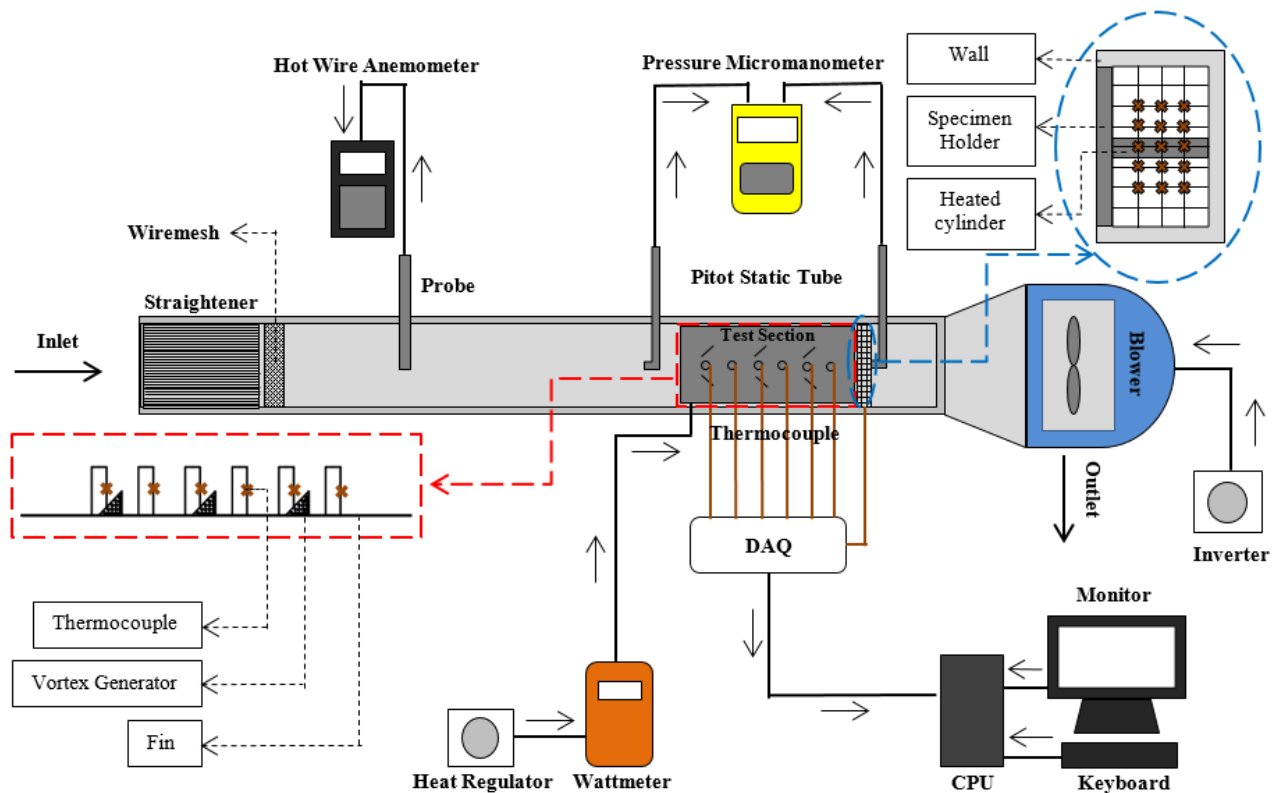 Hot Wire Anemometer
Pressure Micromanometer
Wall
Specimen
Holder
Heated
cylinder
Wiremesh
Straightener
Probe
Pitot Static Tube
Inlet
Test Section
Blower
Thermocouple
Outlet
DAQ
Inverter
Thermocouple
Vortex Generator
Fin
Monitor
Heat Regulator
Wattmeter
CPU
Keyboard